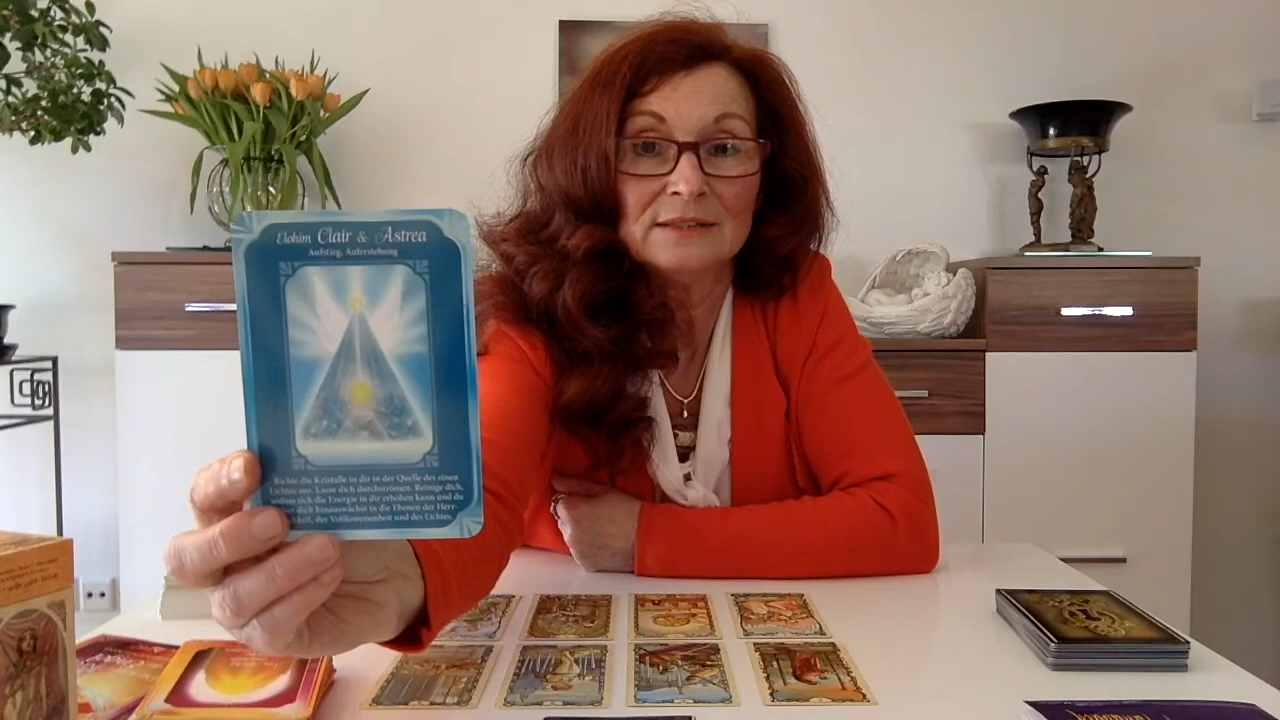 Elohim Clair & Astrea
Aufstieg, Auferstehung
Richte die Kristalle in dir in der Quelle des einen
Lichtes aus. Lasse dich durchströmen. Reinige dich,
sodass sich die Energie in dir erhöhen kann und du
dich hinauswächst in die Ebenen der Herr-
der Vollkommenheit und des Lichtes.